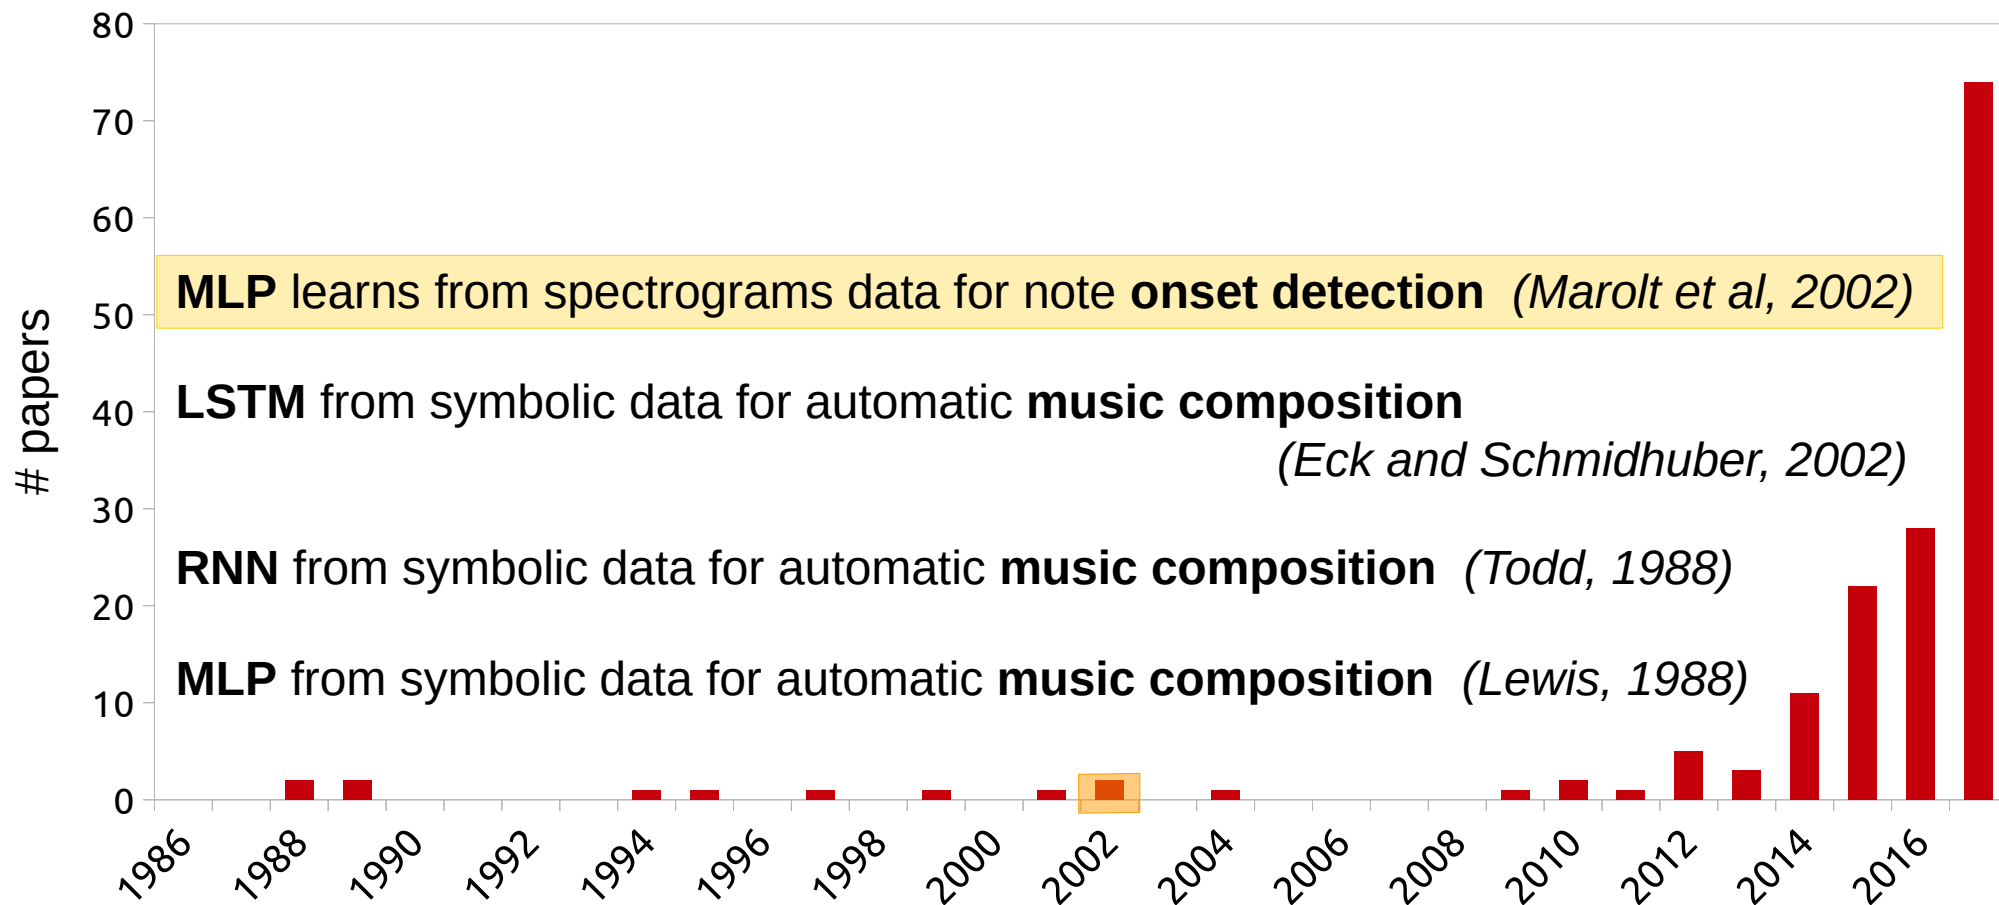 80
70
60
50
40
30
20
10
0
# papers
MLP learns from spectrograms data for note onset detection (Marolt et al, 2002)
LSTM from symbolic data for automatic music composition
(Eck and Schmidhuber, 2002)
RNN from symbolic data for automatic music composition (Todd, 1988)
MLP from symbolic data for automatic music composition (Lewis, 1988)
1986 1988 1990 1992 1994 1996 1998 2000 2002 2004 2006 2008 2010 2012 2014 2016